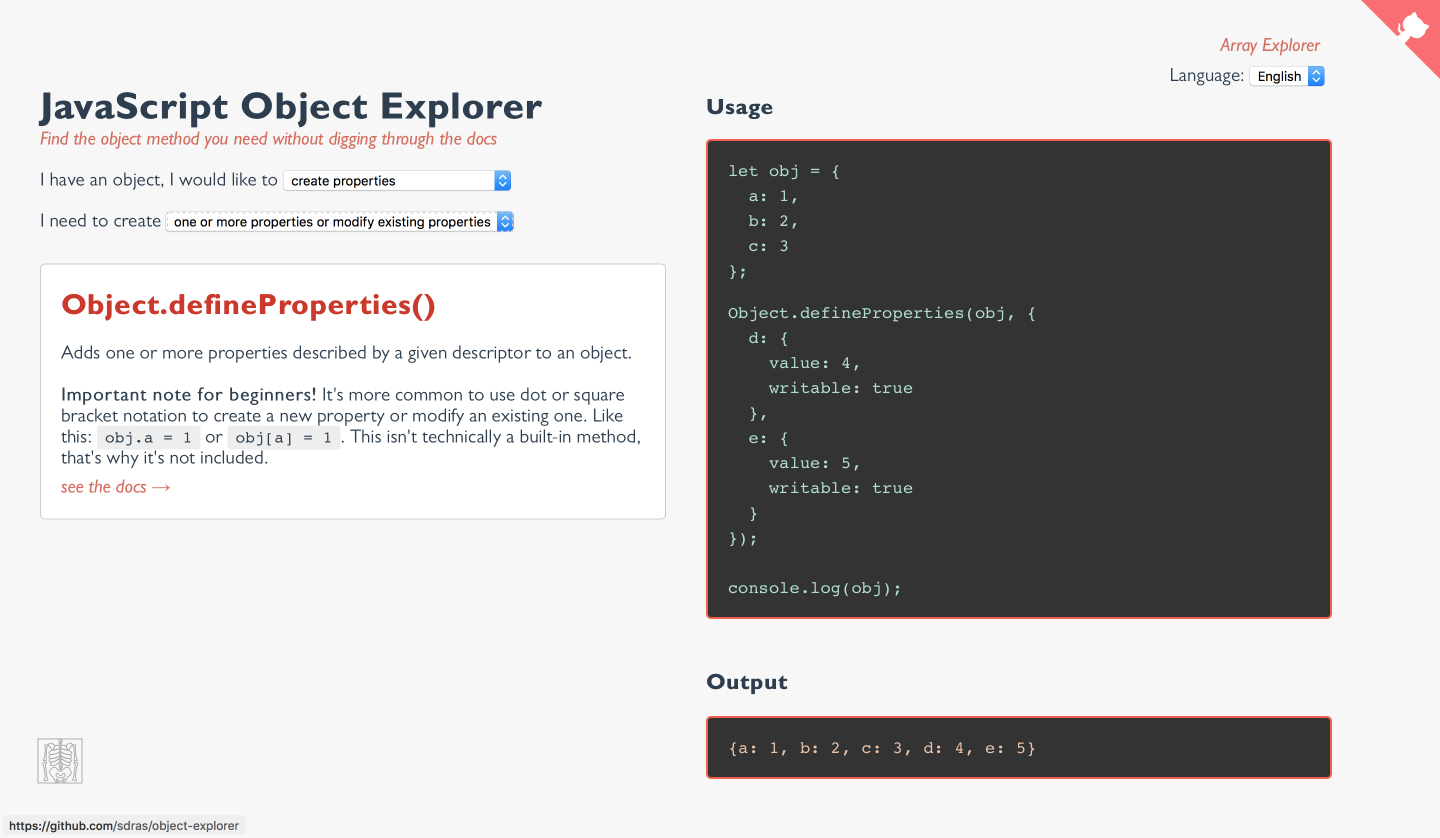 Array Explorer
Language: English
JavaScript Object Explorer
Find the object method you need without digging through the docs
I have an object, I would like to create properties
I need to create one or more properties or modify existing properties
Object.defineProperties()
Adds one or more properties described by a given descriptor to an object.
Important note for beginners! It's more common to use dot or square
bracket notation to create a new property or modify an existing one. Like
this: obj.a = 1 or obj[a] = 1. This isn't technically a built-in method,
that's why it's not included.
see the docs →
Usage
let obj = {
  a: 1,
  b: 2,
  c: 3
};
Object.defineProperties(obj, {
  d: {
    value: 4,
    writable: true
  },
  e: {
    value: 5,
    writable: true
  }
});
console.log(obj);
Output
{a: 1, b: 2, c: 3, d: 4, e: 5}
https://github.com/sdras/object-explorer